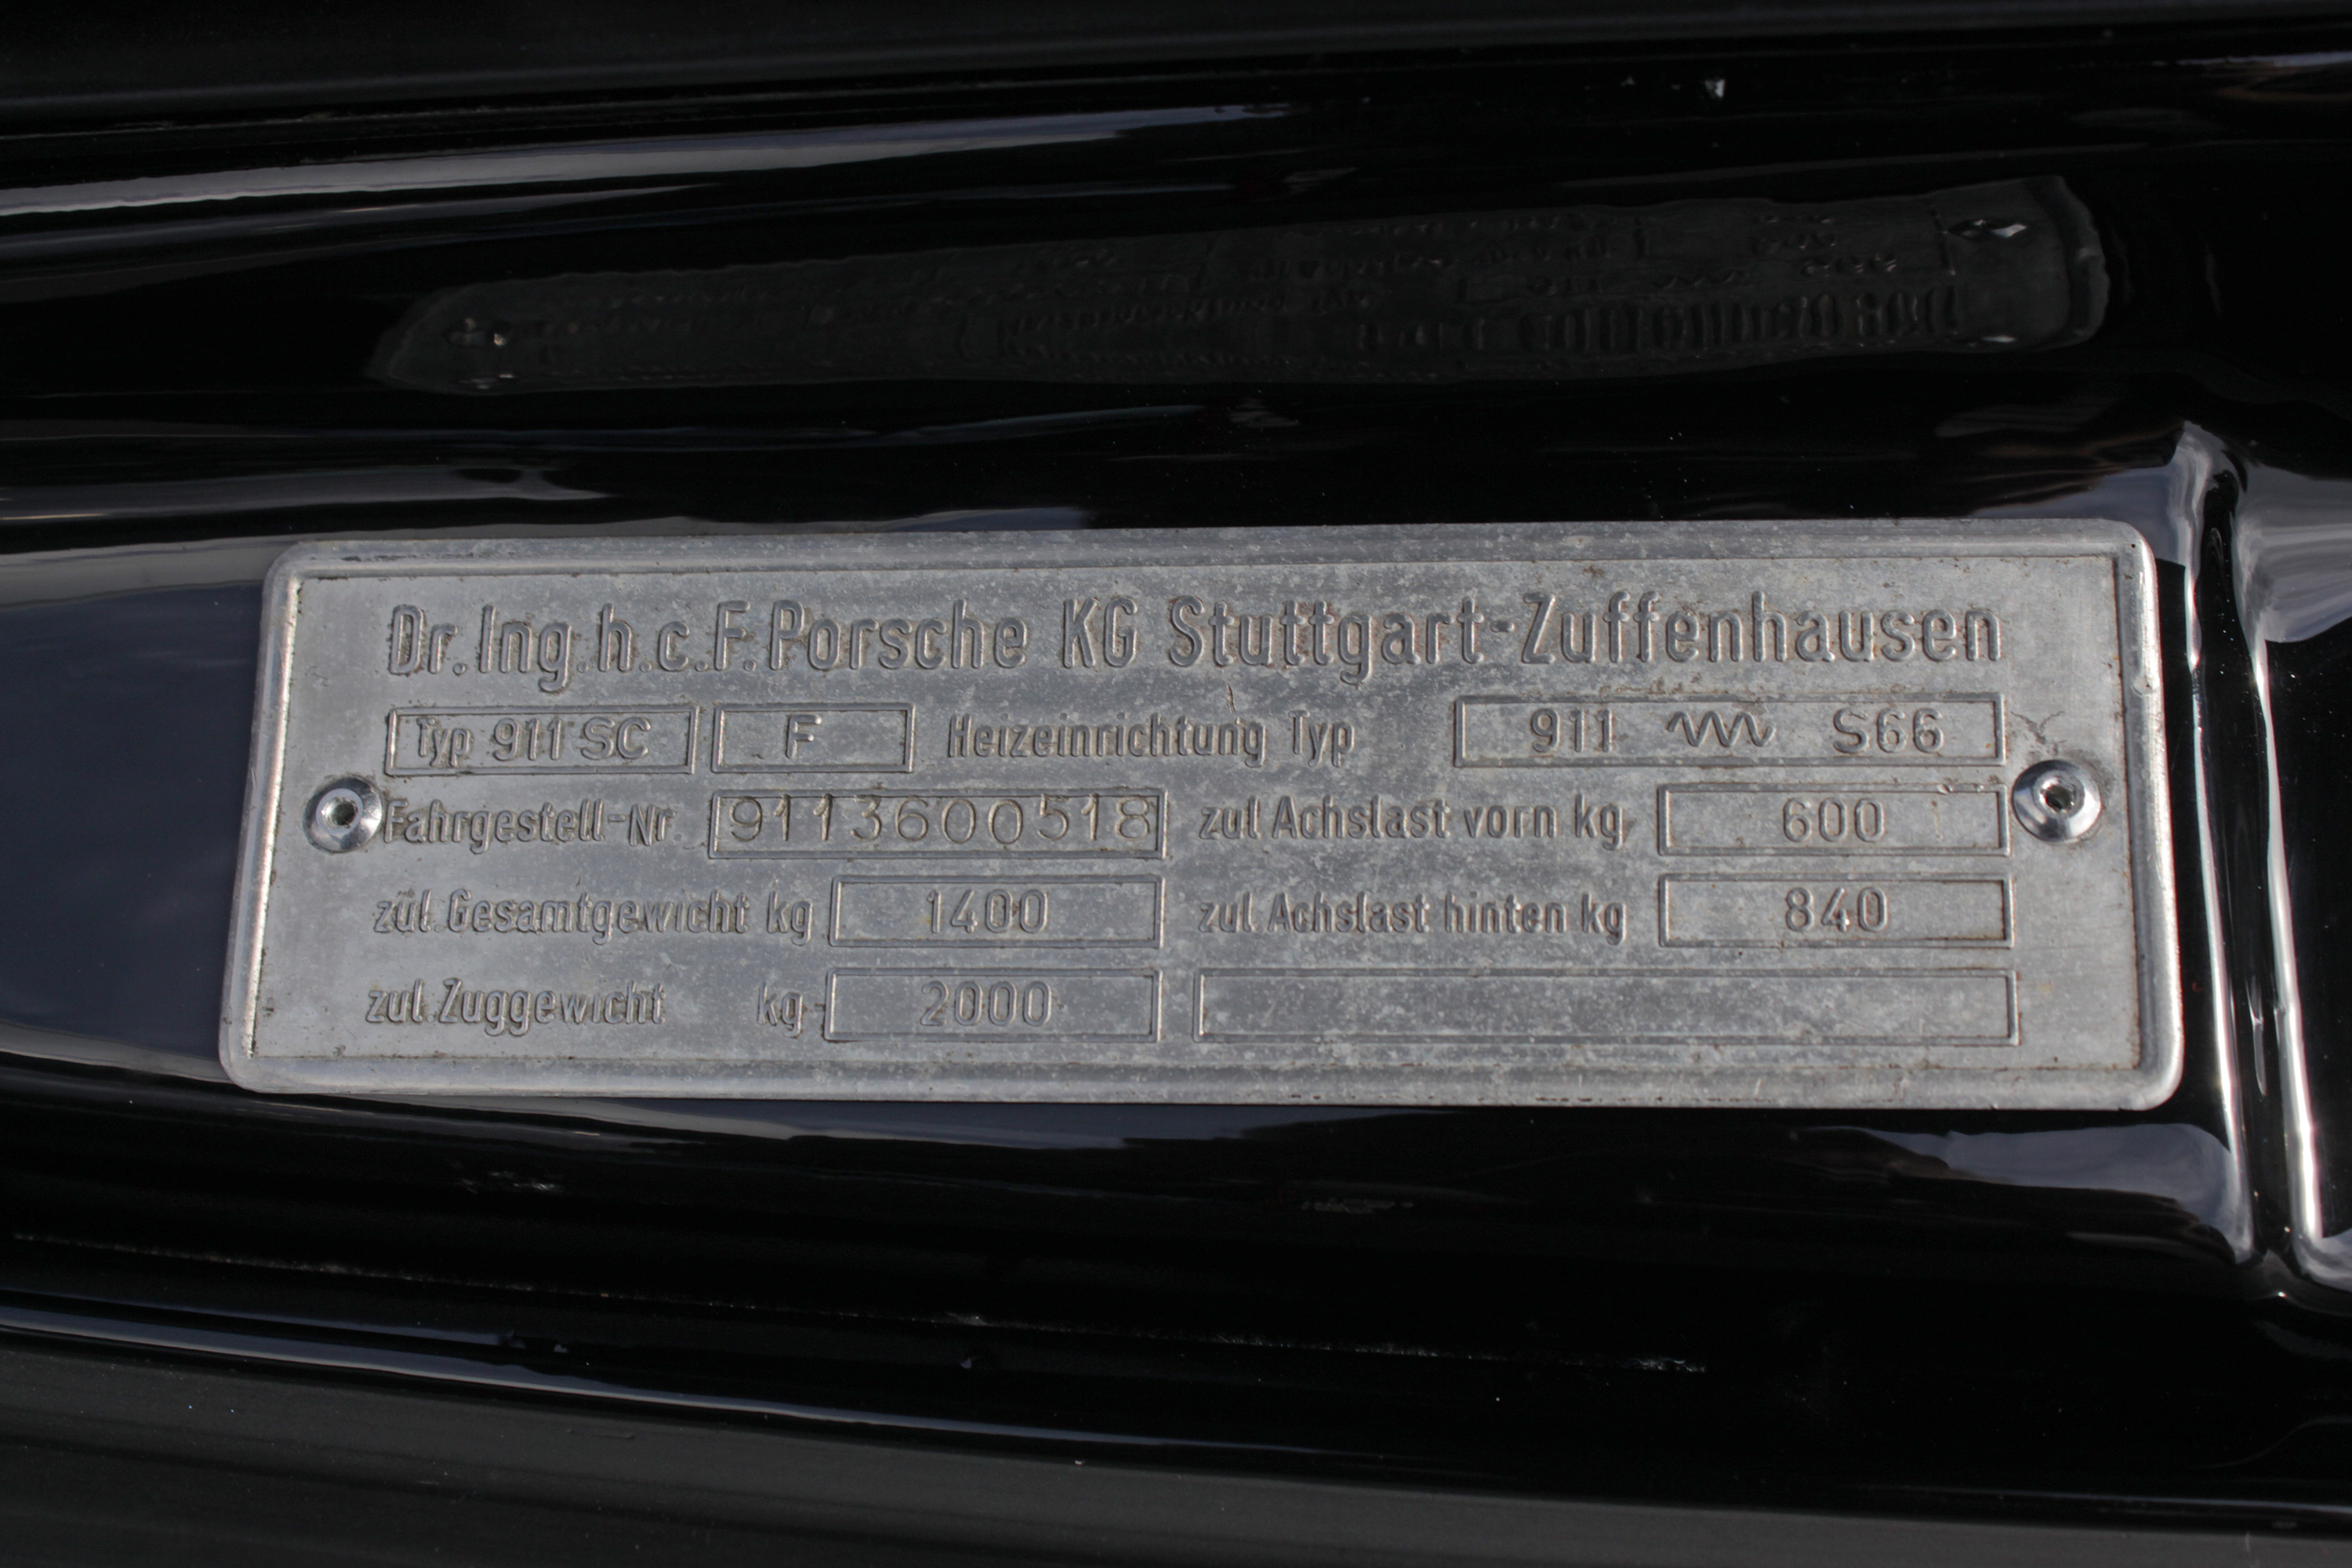 Dr. Ing. h. c. F. Porsche KG Stuttgart-Zuffenhausen
Typ 911 SC F Heizeinrichtung Typ 911 S66
Fahrgestell-Nr 9113600518 zul Achslast vorn kg 600
zul. Gesamtgewicht kg 1400 zul. Achslast hinten kg 840
zul. Zuggewicht kg 2000